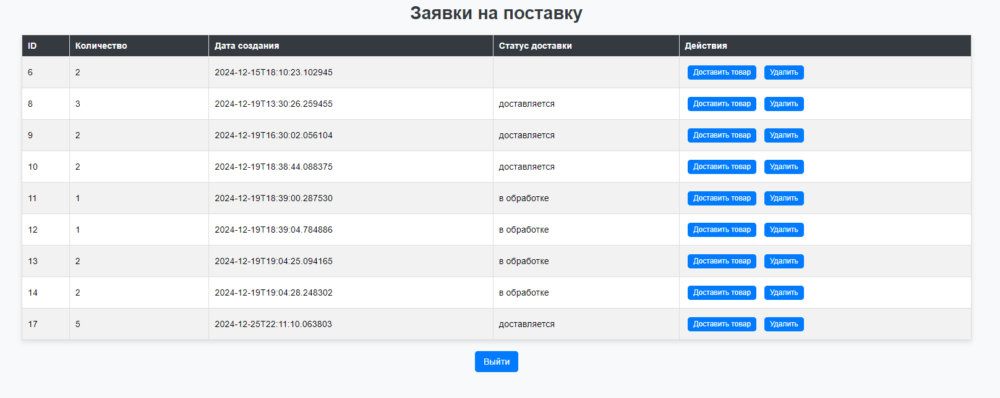 Заявки на поставку
ID Количество Дата создания Статус доставки Действия
6 2 2024-12-15T18:10:23.102945 Доставить товар Удалить
8 3 2024-12-19T13:30:26.259455 доставляется Доставить товар Удалить
9 2 2024-12-19T16:30:02.056104 доставляется Доставить товар Удалить
10 2 2024-12-19T18:38:44.088375 доставляется Доставить товар Удалить
11 1 2024-12-19T18:39:00.287530 в обработке Доставить товар Удалить
12 1 2024-12-19T18:39:04.784886 в обработке Доставить товар Удалить
13 2 2024-12-19T19:04:25.094165 в обработке Доставить товар Удалить
14 2 2024-12-19T19:04:28.248302 в обработке Доставить товар Удалить
17 5 2024-12-25T22:11:10.063803 доставляется Доставить товар Удалить
Выйти